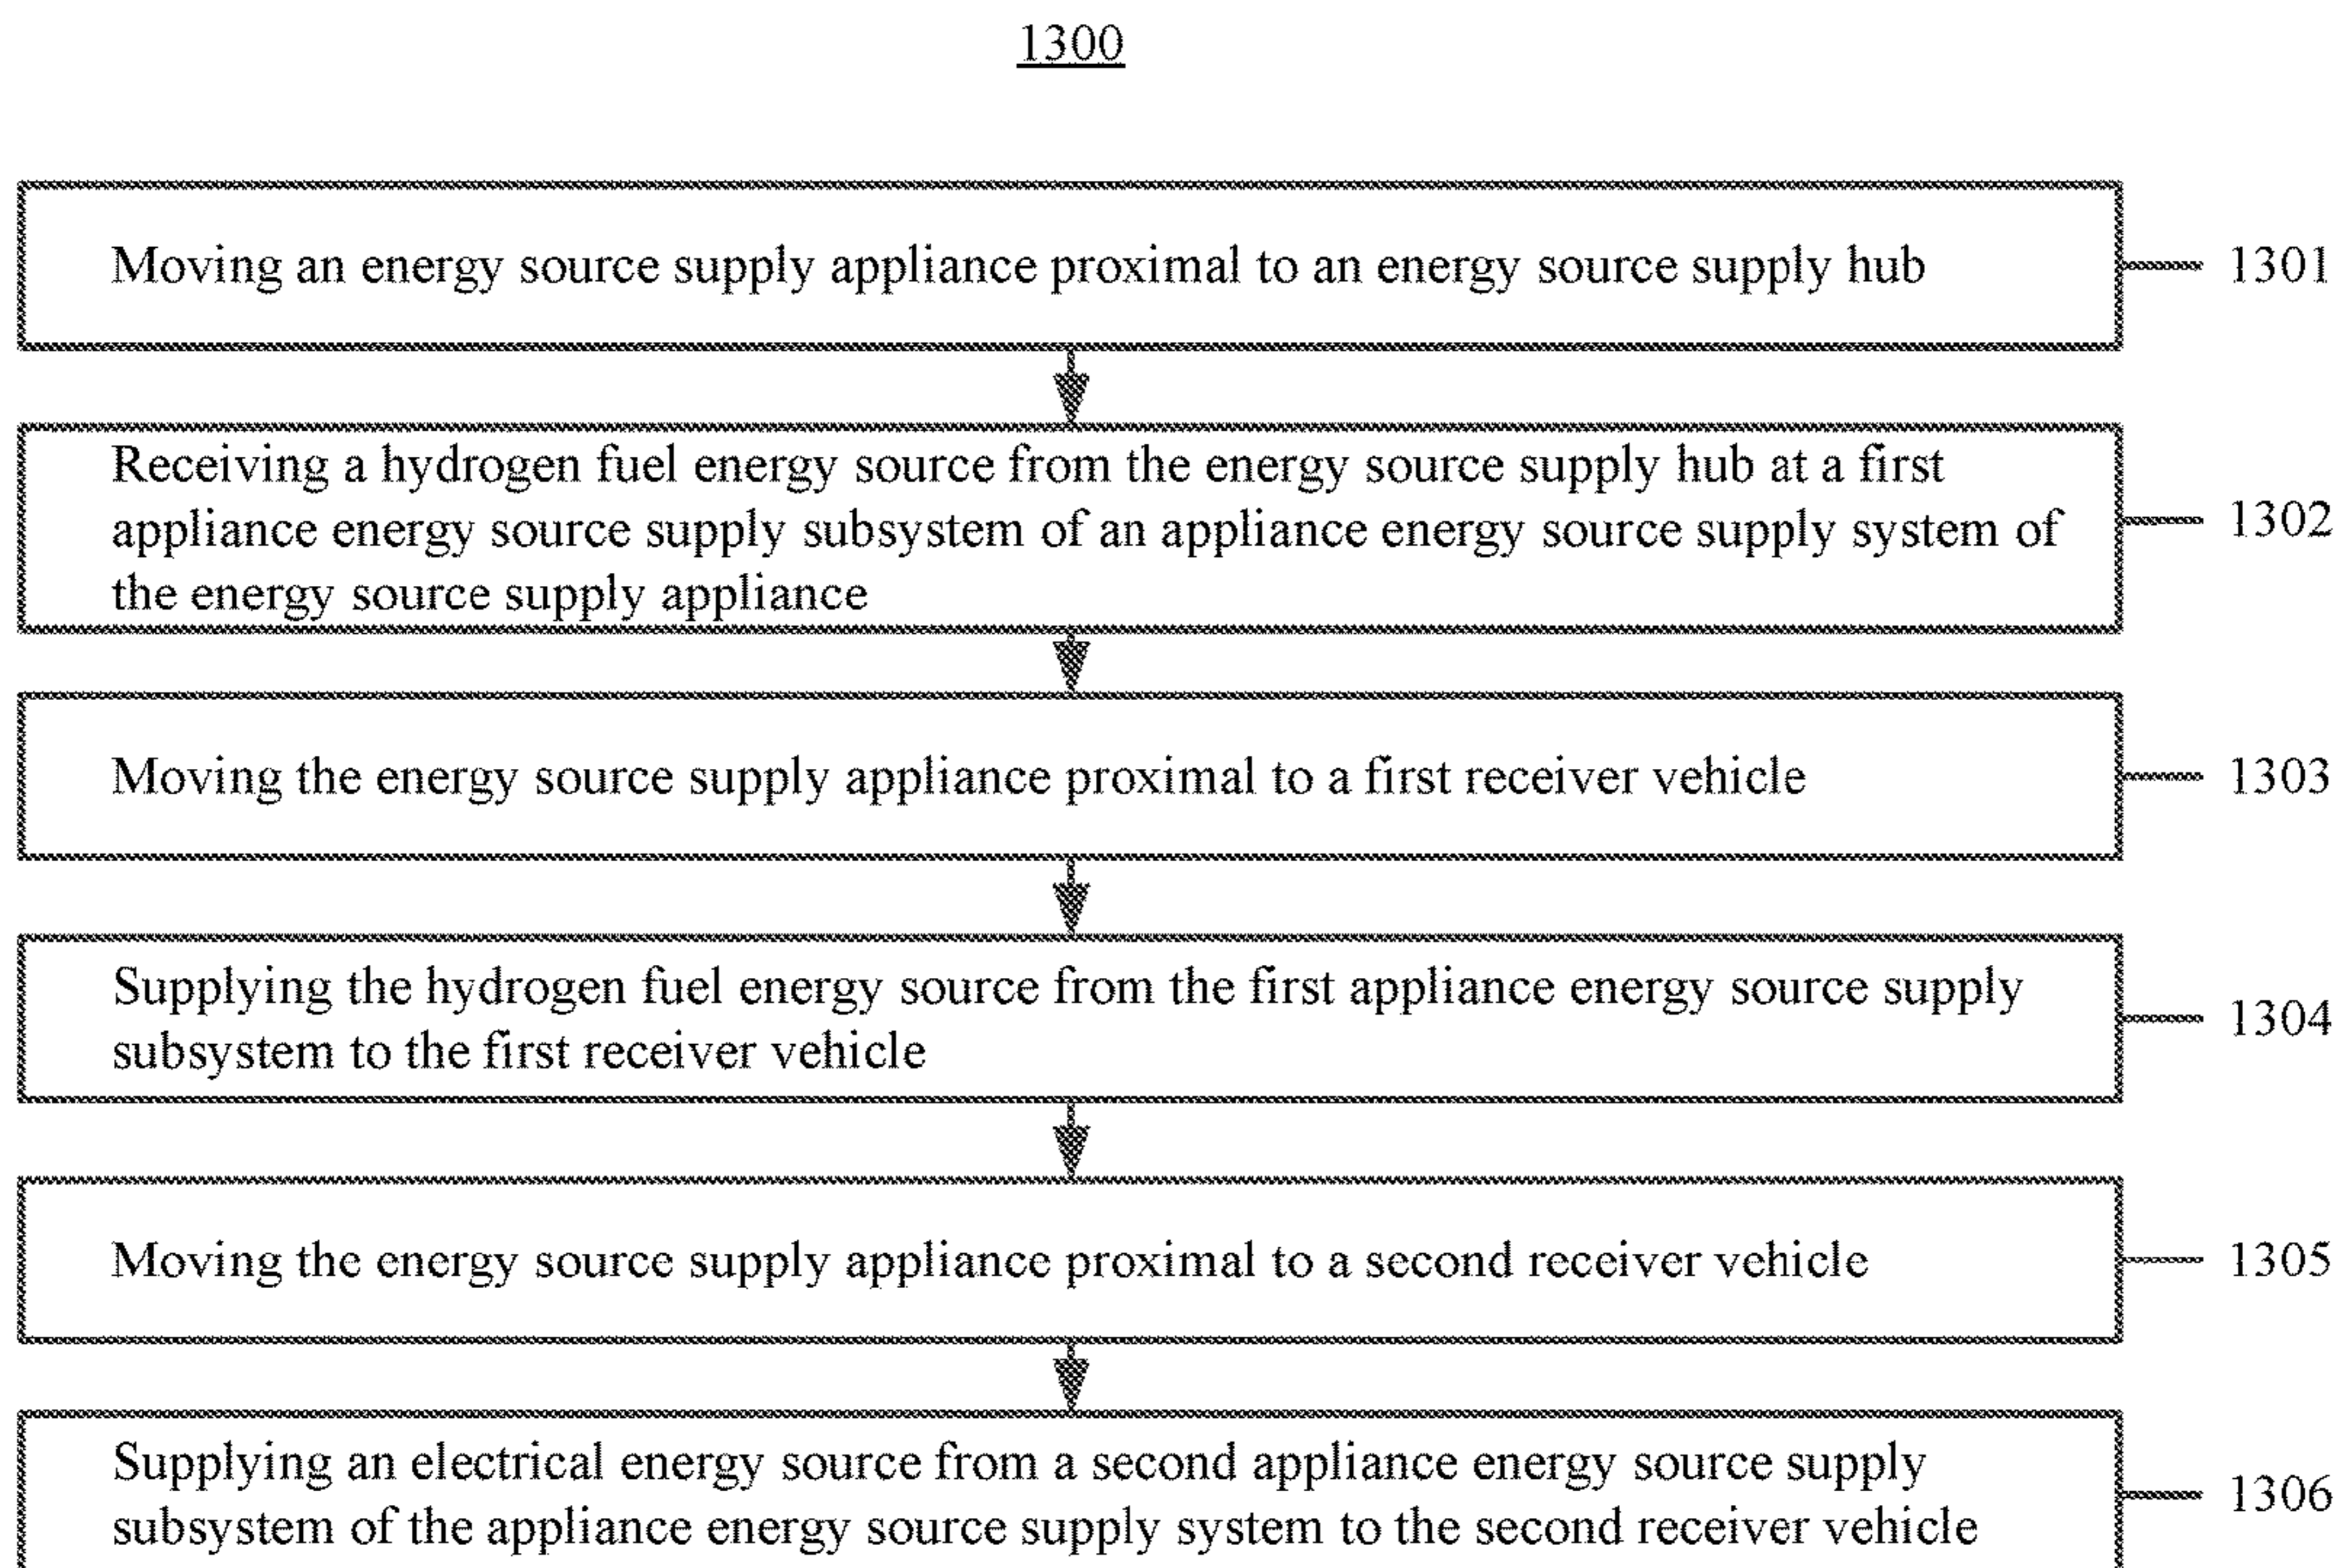 1300
Moving an energy source supply appliance proximal to an energy source supply hub
1301
Receiving a hydrogen fuel energy source from the energy source supply hub at a first
appliance energy source supply subsystem of an appliance energy source supply system of
the energy source supply appliance
1302
Moving the energy source supply appliance proximal to a first receiver vehicle
1303
Supplying the hydrogen fuel energy source from the first appliance energy source supply
subsystem to the first receiver vehicle
1304
Moving the energy source supply appliance proximal to a second receiver vehicle
1305
Supplying an electrical energy source from a second appliance energy source supply
subsystem of the appliance energy source supply system to the second receiver vehicle
1306